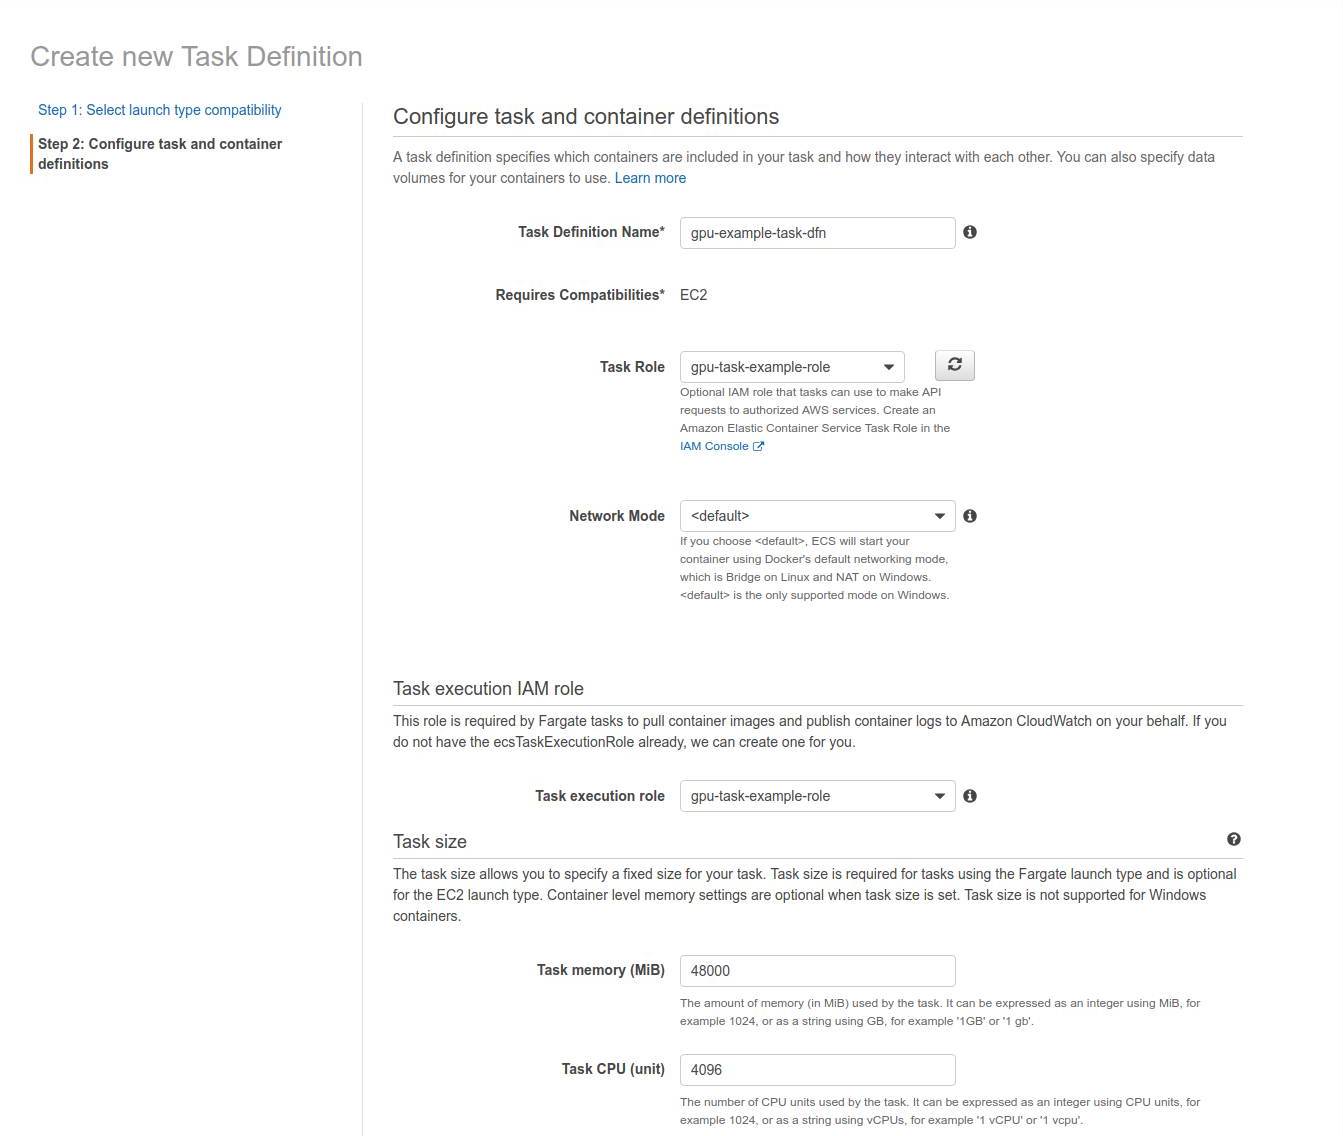 Create new Task Definition
Step 1: Select launch type compatibility
Step 2: Configure task and container
definitions
Configure task and container definitions
A task definition specifies which containers are included in your task and how they interact with each other. You can also specify data
volumes for your containers to use. Learn more
Task Definition Name* gpu-example-task-dfn
Requires Compatibilities* EC2
Task Role gpu-task-example-role
Optional IAM role that tasks can use to make API
requests to authorized AWS services. Create an
Amazon Elastic Container Service Task Role in the
IAM Console
Network Mode <default>
If you choose <default>, ECS will start your
container using Docker's default networking mode,
which is Bridge on Linux and NAT on Windows.
<default> is the only supported mode on Windows.
Task execution IAM role
This role is required by Fargate tasks to pull container images and publish container logs to Amazon CloudWatch on your behalf. If you
do not have the ecsTaskExecutionRole already, we can create one for you.
Task execution role gpu-task-example-role
Task size
The task size allows you to specify a fixed size for your task. Task size is required for tasks using the Fargate launch type and is optional
for the EC2 launch type. Container level memory settings are optional when task size is set. Task size is not supported for Windows
containers.
Task memory (MiB) 48000
The amount of memory (in MiB) used by the task. It can be expressed as an integer using MiB, for
example 1024, or as a string using GB, for example '1GB' or '1 gb'.
Task CPU (unit) 4096
The number of CPU units used by the task. It can be expressed as an integer using CPU units, for
example 1024, or as a string using vCPUs, for example '1 vCPU' or '1 vcpu'.